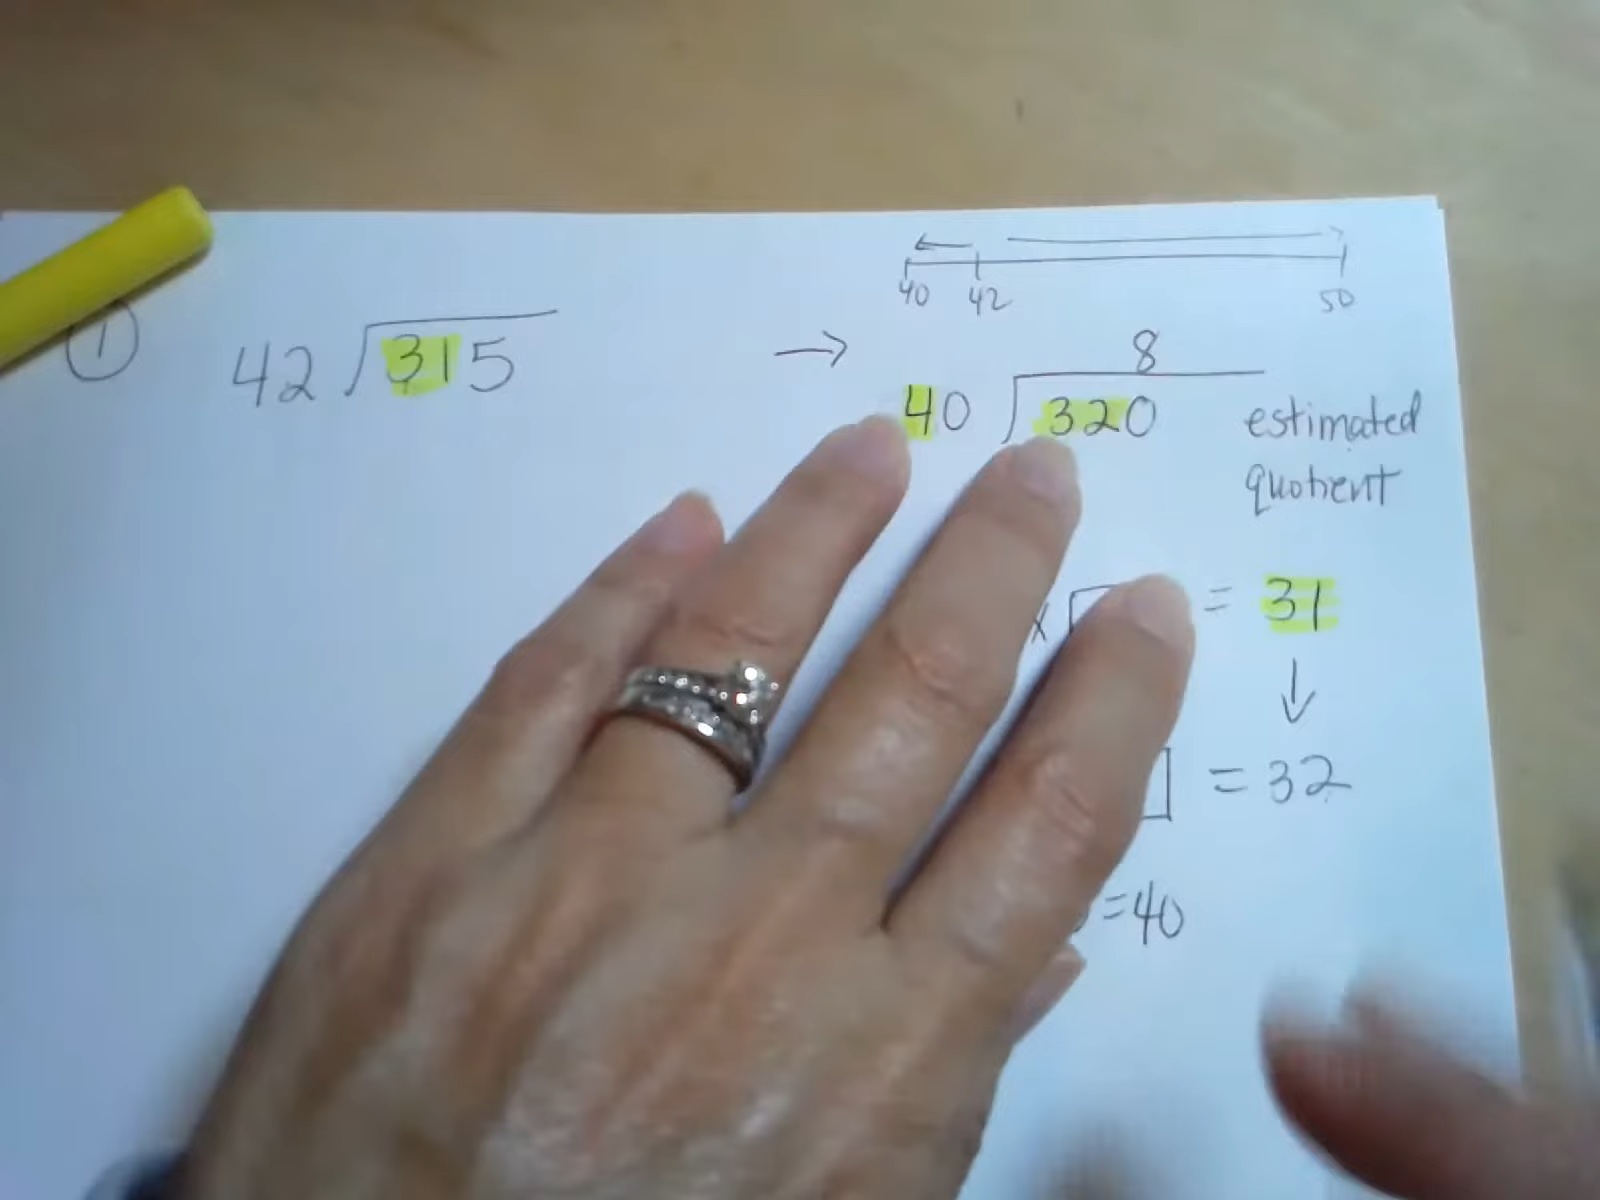 40 42 50
① 42 ⟌315 → 8
40 ⟌320 estimated
quotient
x = 31
↓
= 32
=40